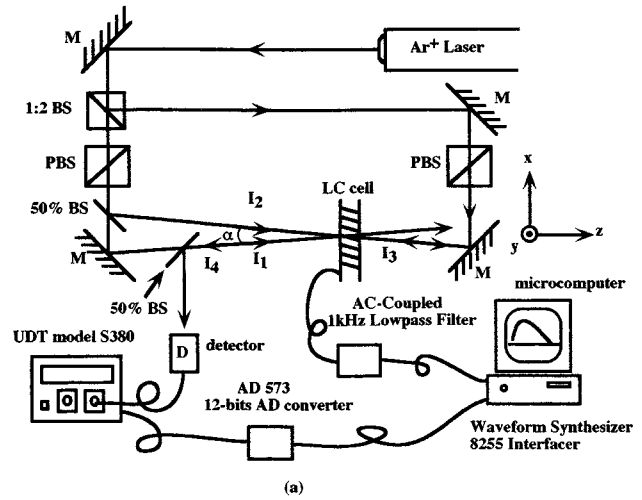 M
Ar+ Laser
1:2 BS
M
PBS
PBS
LC cell
x
50% BS
I2
α
y
z
M
I4
I1
I3
M
microcomputer
50% BS
AC-Coupled
1kHz Lowpass Filter
UDT model S380
D
detector
AD 573
12-bits AD converter
Waveform Synthesizer
8255 Interfacer
(a)